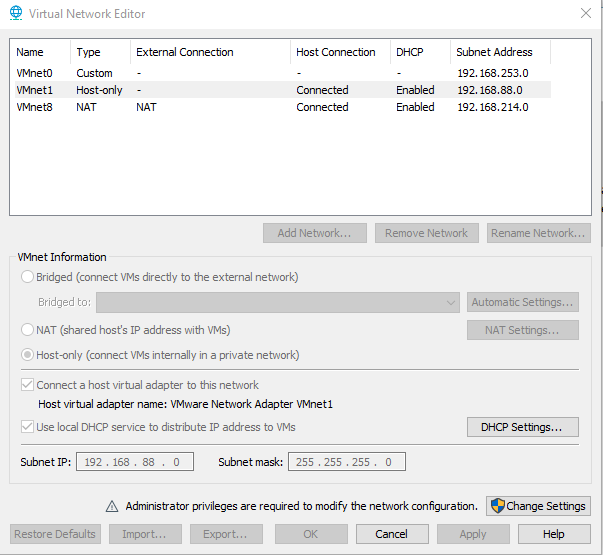 Virtual Network Editor
Name Type External Connection Host Connection DHCP Subnet Address
VMnet0 Custom - - - 192.168.253.0
VMnet1 Host-only - Connected Enabled 192.168.88.0
VMnet8 NAT NAT Connected Enabled 192.168.214.0
Add Network... Remove Network Rename Network...
VMnet Information
Bridged (connect VMs directly to the external network)
Bridged to: Automatic Settings...
NAT (shared host's IP address with VMs) NAT Settings...
Host-only (connect VMs internally in a private network)
Connect a host virtual adapter to this network
Host virtual adapter name: VMware Network Adapter VMnet1
Use local DHCP service to distribute IP address to VMs DHCP Settings...
Subnet IP: 192 . 168 . 88 . 0 Subnet mask: 255 . 255 . 255 . 0
Administrator privileges are required to modify the network configuration. Change Settings
Restore Defaults Import... Export... OK Cancel Apply Help